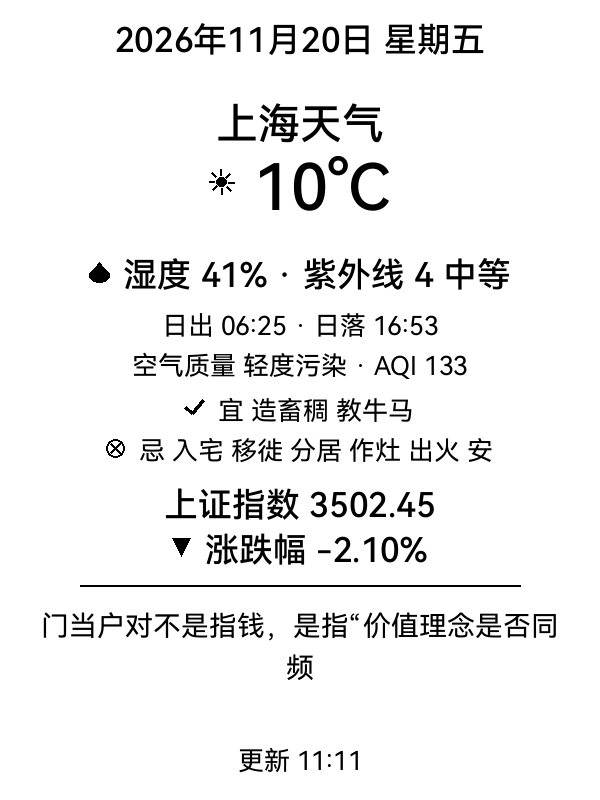 2026年11月20日 星期五
上海天气
10°C
湿度 41% · 紫外线 4 中等
日出 06:25 · 日落 16:53
空气质量 轻度污染 · AQI 133
宜 造畜稠 教牛马
忌 入宅 移徙 分居 作灶 出火 安
上证指数 3502.45
▼ 涨跌幅 -2.10%
门当户对不是指钱，是指“价值理念是否同
频
更新 11:11